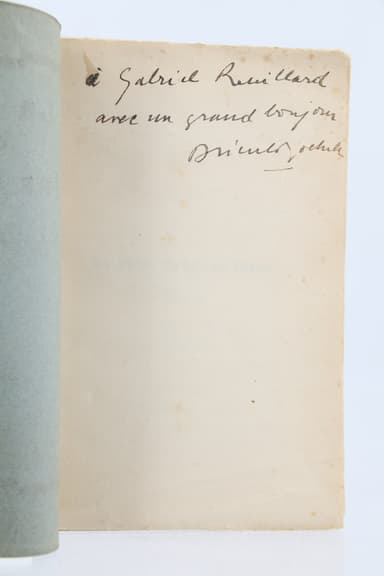 à Gabriel Reuillard
avec un grand bonjour
Drieu la Rochelle